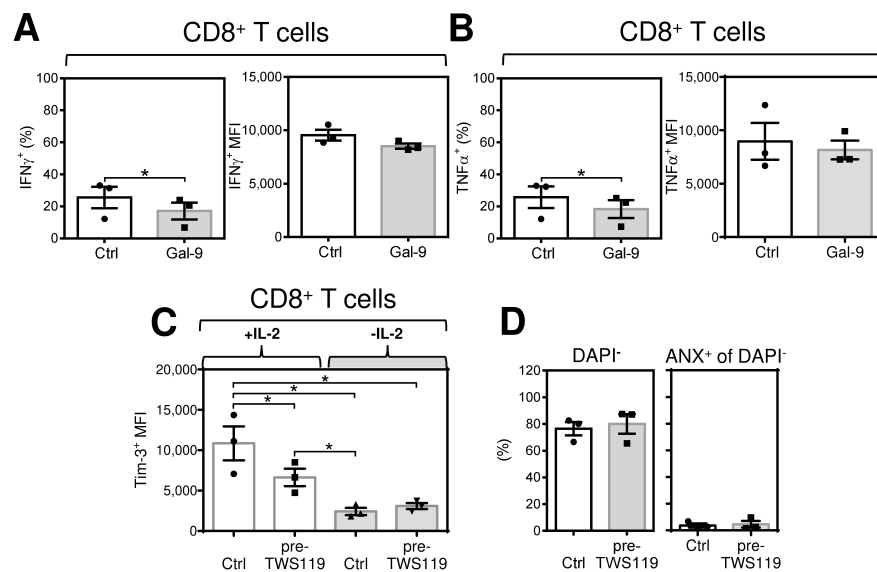 A
CD8+ T cells
IFNγ+ (%)
100
80
60
40
20
0
*
Ctrl
Gal-9
IFNγ+ MFI
15,000
10,000
5,000
0
Ctrl
Gal-9
B
CD8+ T cells
TNFα+ (%)
100
80
60
40
20
0
*
Ctrl
Gal-9
TNFα+ MFI
15,000
10,000
5,000
0
Ctrl
Gal-9
C
CD8+ T cells
+IL-2
-IL-2
Tim-3+ MFI
20,000
15,000
10,000
5,000
0
*
*
*
*
Ctrl
pre-
TWS119
Ctrl
pre-
TWS119
D
DAPI-
(%)
120
100
80
60
40
20
0
Ctrl
pre-
TWS119
ANX+ of DAPI-
Ctrl
pre-
TWS119